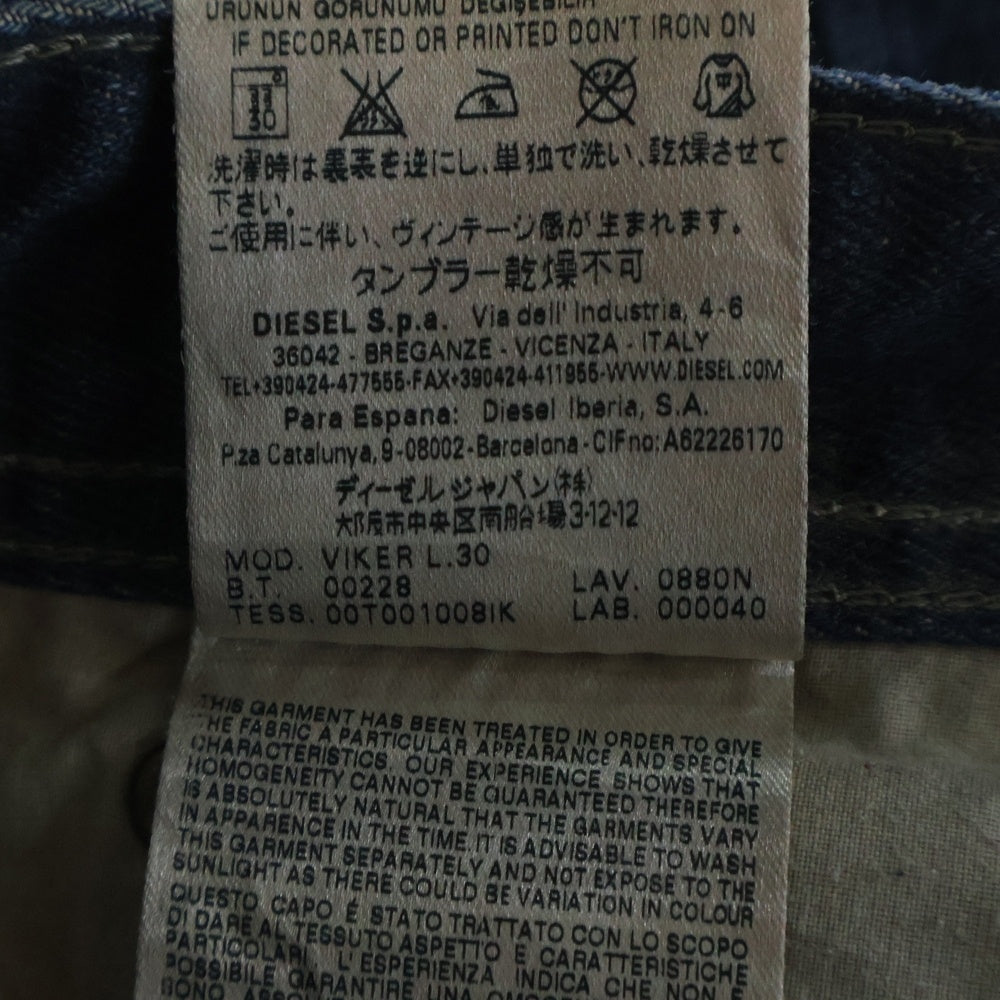 ÜRÜNÜN GÖRÜNÜMÜ DEĞİŞEBİLİR
IF DECORATED OR PRINTED DON'T IRON ON
30
洗濯時は裏表を逆にし、単独で洗い、乾燥させて
下さい。
ご使用に伴い、ヴィンテージ感が生まれます。
タンブラー乾燥不可
DIESEL S.p.a. Via dell' Industria, 4-6
36042 - BREGANZE - VICENZA - ITALY
TEL+390424-477555-FAX+390424-411955-WWW.DIESEL.COM
Para Espana: Diesel Iberia, S.A.
P.za Catalunya, 9-08002-Barcelona-CIFno:A62226170
ディーゼルジャパン(株)
大阪市中央区南船場3-12-12
MOD. VIKER L.30
B.T. 00228 LAV. 0880N
TESS. 00T001008IK LAB. 000040
THIS GARMENT HAS BEEN TREATED IN ORDER TO GIVE
THE FABRIC A PARTICULAR APPEARANCE AND SPECIAL
CHARACTERISTICS. OUR EXPERIENCE SHOWS THAT
HOMOGENEITY CANNOT BE GUARANTEED THEREFORE
IS ABSOLUTELY NATURAL THAT THE GARMENTS VARY
IN APPARENCE IN THE TIME. IT IS ADVISABLE TO WASH
THIS GARMENT SEPARATELY AND NOT EXPOSE TO THE
SUNLIGHT AS THERE COULD BE VARIATION IN COLOUR
QUESTO CAPO É STATO TRATTATO CON LO SCOPO
DI DARE AL TESSUTO ASPETTO E CARATTERISTICHE
PARTICOLARI. L'ESPERIENZA INDICA CHE NON È
POSSIBILE GARANTIRE UNA